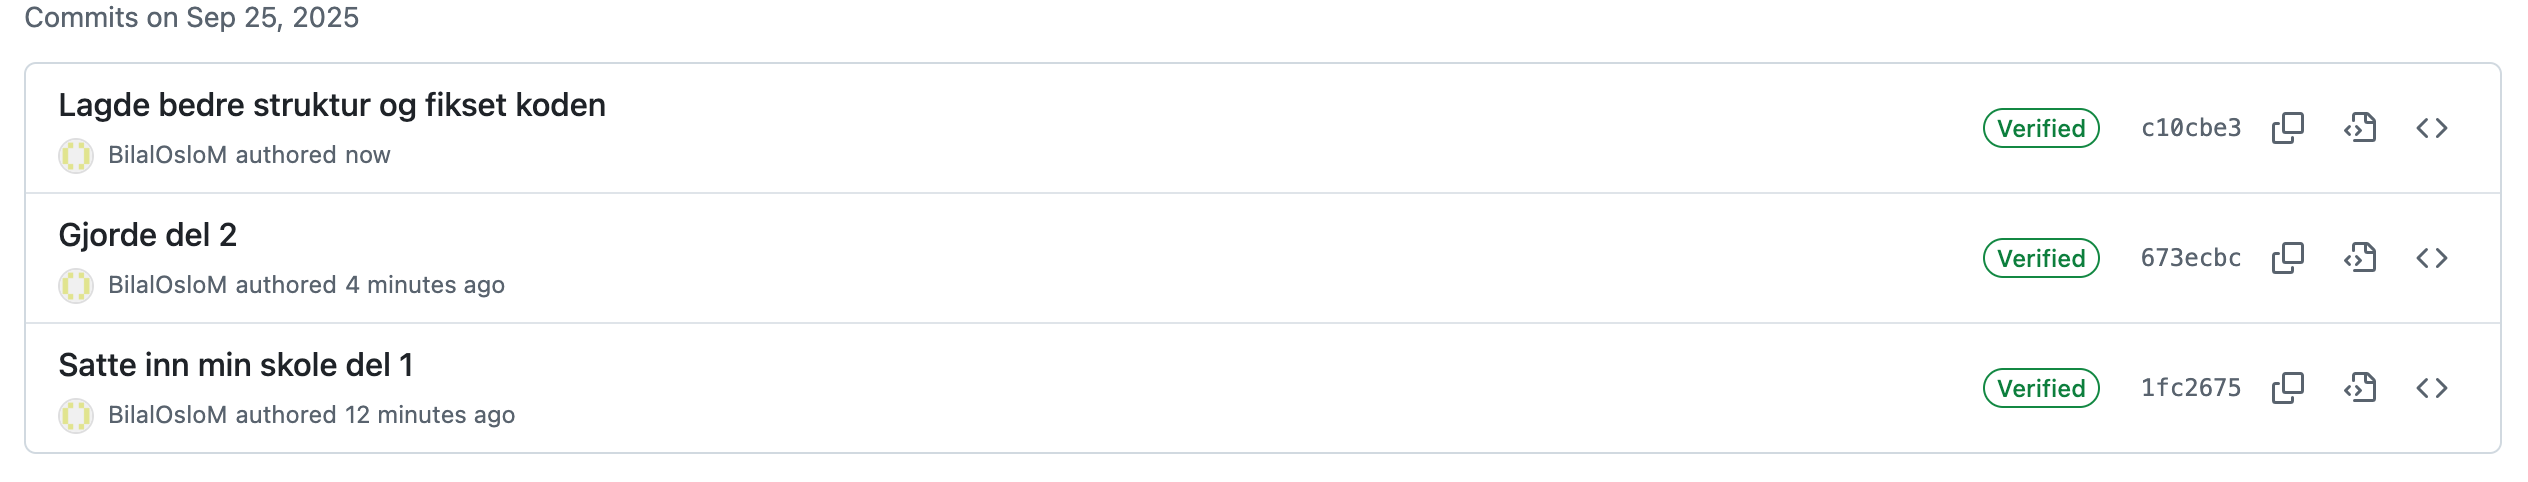 Commits on Sep 25, 2025
Lagde bedre struktur og fikset koden
Verified c10cbe3
BilalOsloM authored now
Gjorde del 2
Verified 673ecbc
BilalOsloM authored 4 minutes ago
Satte inn min skole del 1
Verified 1fc2675
BilalOsloM authored 12 minutes ago